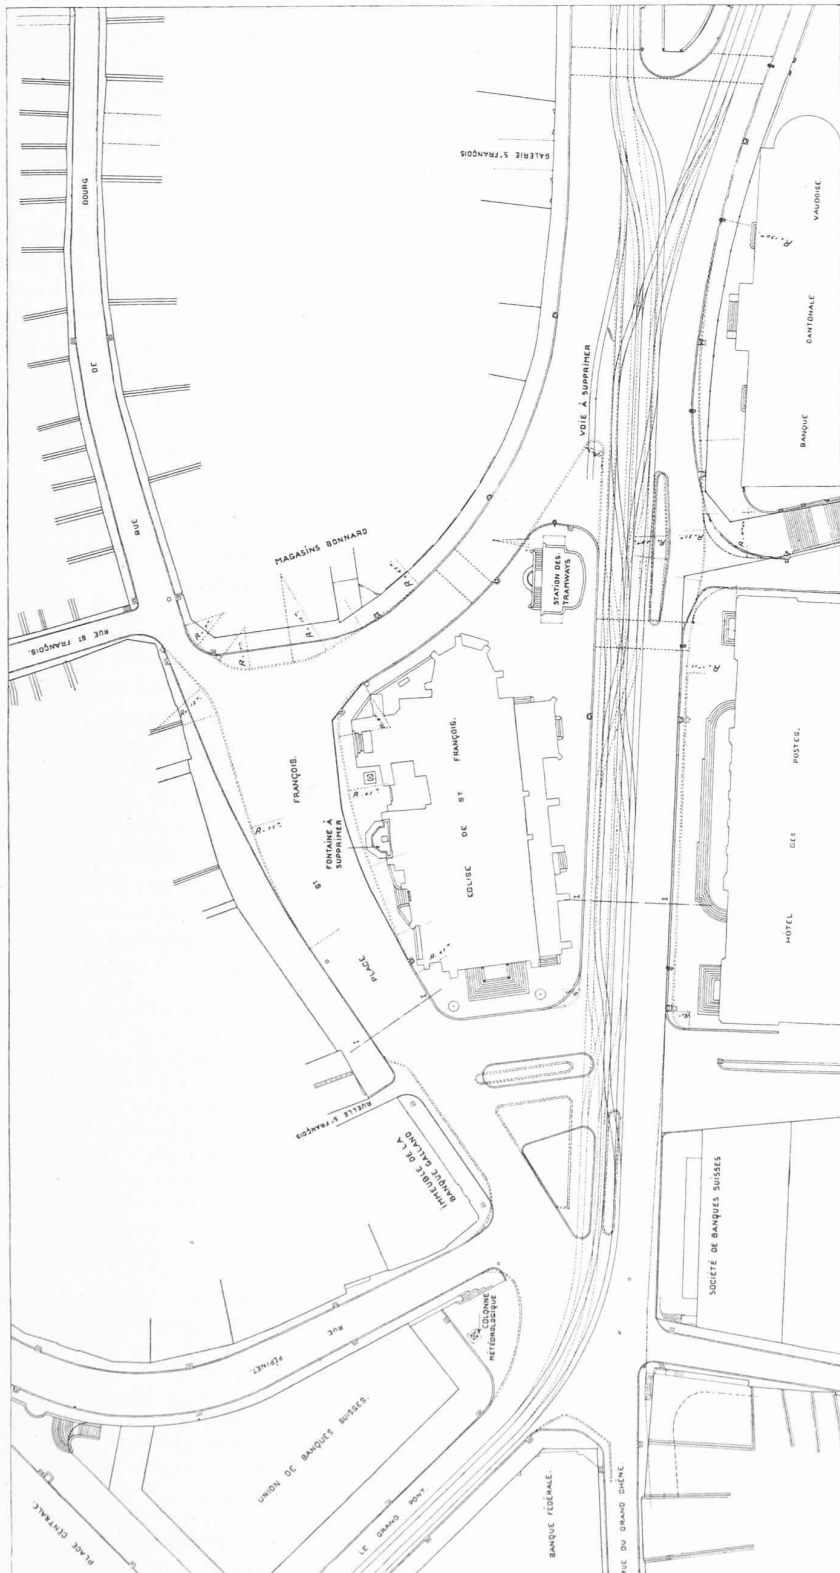 BOURG
DE
RUE
GALERIE St FRANÇOIS
VAUDOISE.
CANTONALE
BANQUE
VOIE À SUPPRIMER
MAGASINS BONNARD
STATION DES
TRAMWAYS
RUE St FRANÇOIS.
FRANÇOIS.
St
PLACE
FONTAINE À
SUPPRIMER
EGLISE DE St FRANÇOIS.
HÔTEL DES POSTES.
I
I
I
I
RUELLE St FRANÇOIS
IMMEUBLE DE LA
BANQUE GALLAND
SOCIÉTÉ DE BANQUES SUISSES
COLONNE
MÉTÉOROLOGIQUE
RUE
PÉPINET.
UNION DE BANQUES SUISSES.
PLACE CENTRALE.
LE GRAND PONT.
BANQUE FÉDÉRALE.
RUE DU GRAND CHÊNE.